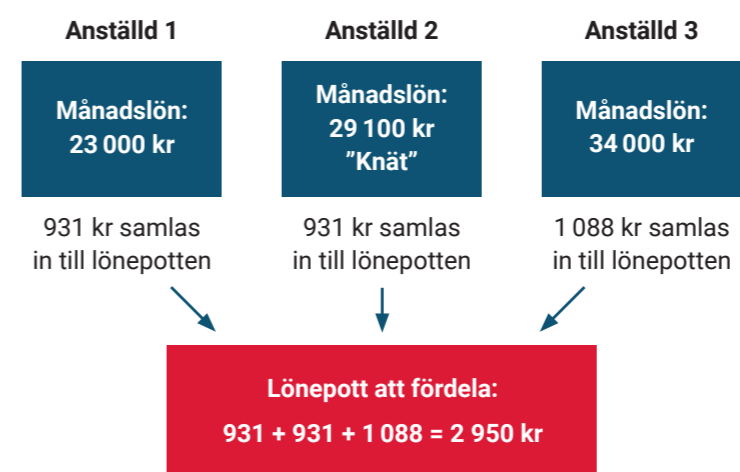 Anställd 1
Månadslön:
23 000 kr
931 kr samlas
in till lönepotten
Anställd 2
Månadslön:
29 100 kr
”Knät”
931 kr samlas
in till lönepotten
Anställd 3
Månadslön:
34 000 kr
1 088 kr samlas
in till lönepotten
Lönepott att fördela:
931 + 931 + 1 088 = 2 950 kr